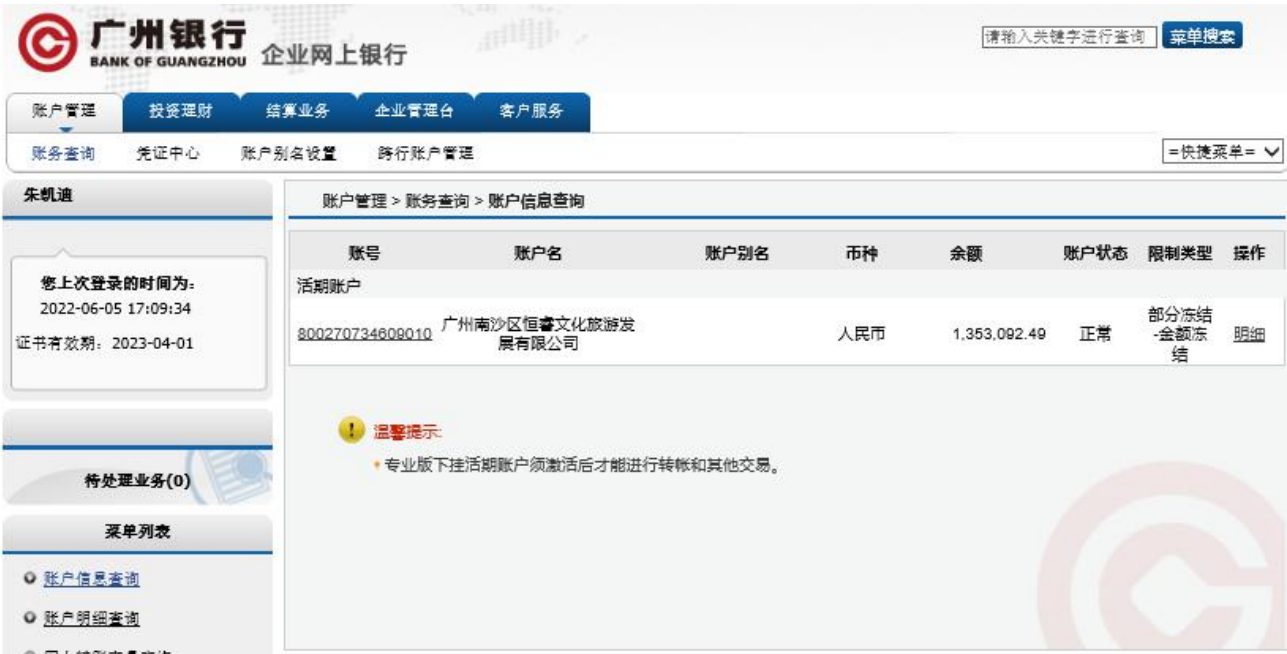 广州银行
BANK OF GUANGZHOU
企业网上银行
请输入关键字进行查询 菜单搜索
账户管理 投资理财 结算业务 企业管理台 客户服务
账务查询 凭证中心 账户别名设置 跨行账户管理 =快捷菜单=
朱凯迪
账户管理 > 账务查询 > 账户信息查询
您上次登录的时间为:
2022-06-05 17:09:34
证书有效期: 2023-04-01
账号 账户名 账户别名 币种 余额 账户状态 限制类型 操作
活期账户
800270734609010 广州南沙区恒睿文化旅游发 人民币 1,353,092.49 正常 部分冻结 明细
展有限公司 -金额冻
结
温馨提示:
专业版下挂活期账户须激活后才能进行转帐和其他交易。
待处理业务(0)
菜单列表
账户信息查询
账户明细查询